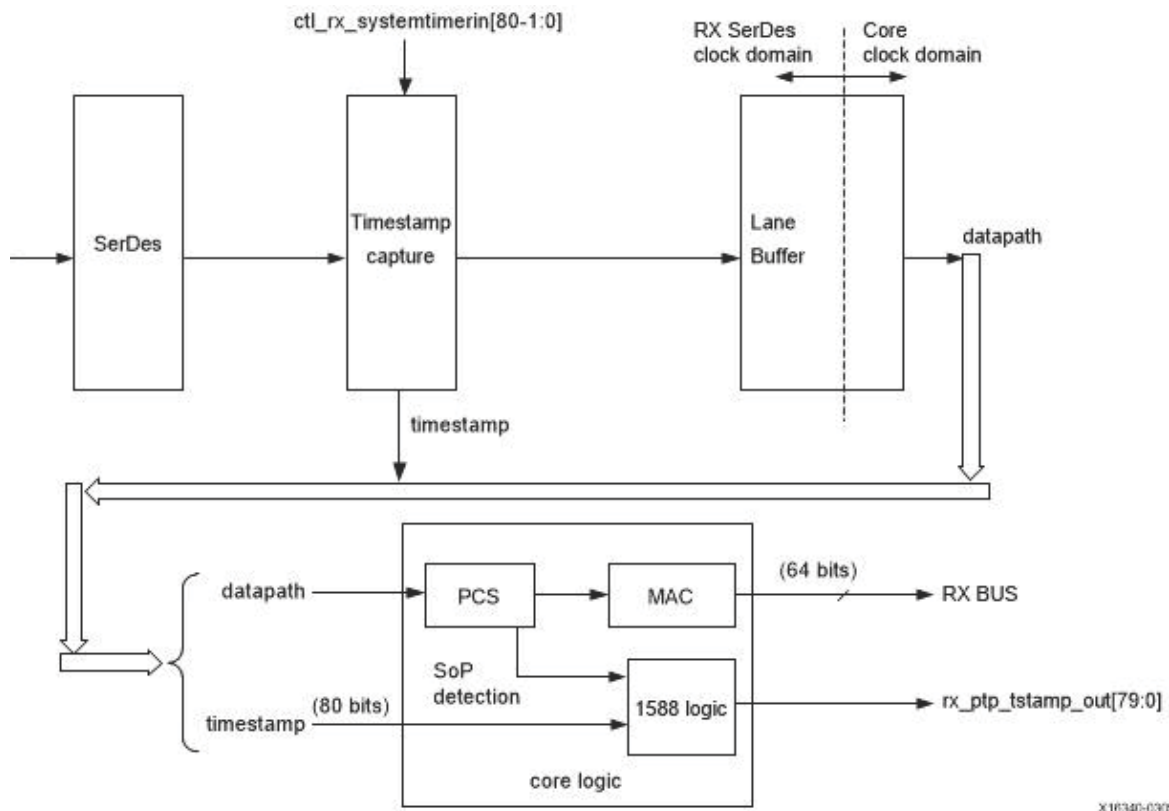 ctl_rx_systemtimerin[80-1:0]
RX SerDes
clock domain
Core
clock domain
SerDes
Timestamp
capture
Lane
Buffer
datapath
timestamp
datapath
PCS
MAC
(64 bits)
RX BUS
SoP
detection
timestamp
(80 bits)
1588 logic
rx_ptp_tstamp_out[79:0]
core logic